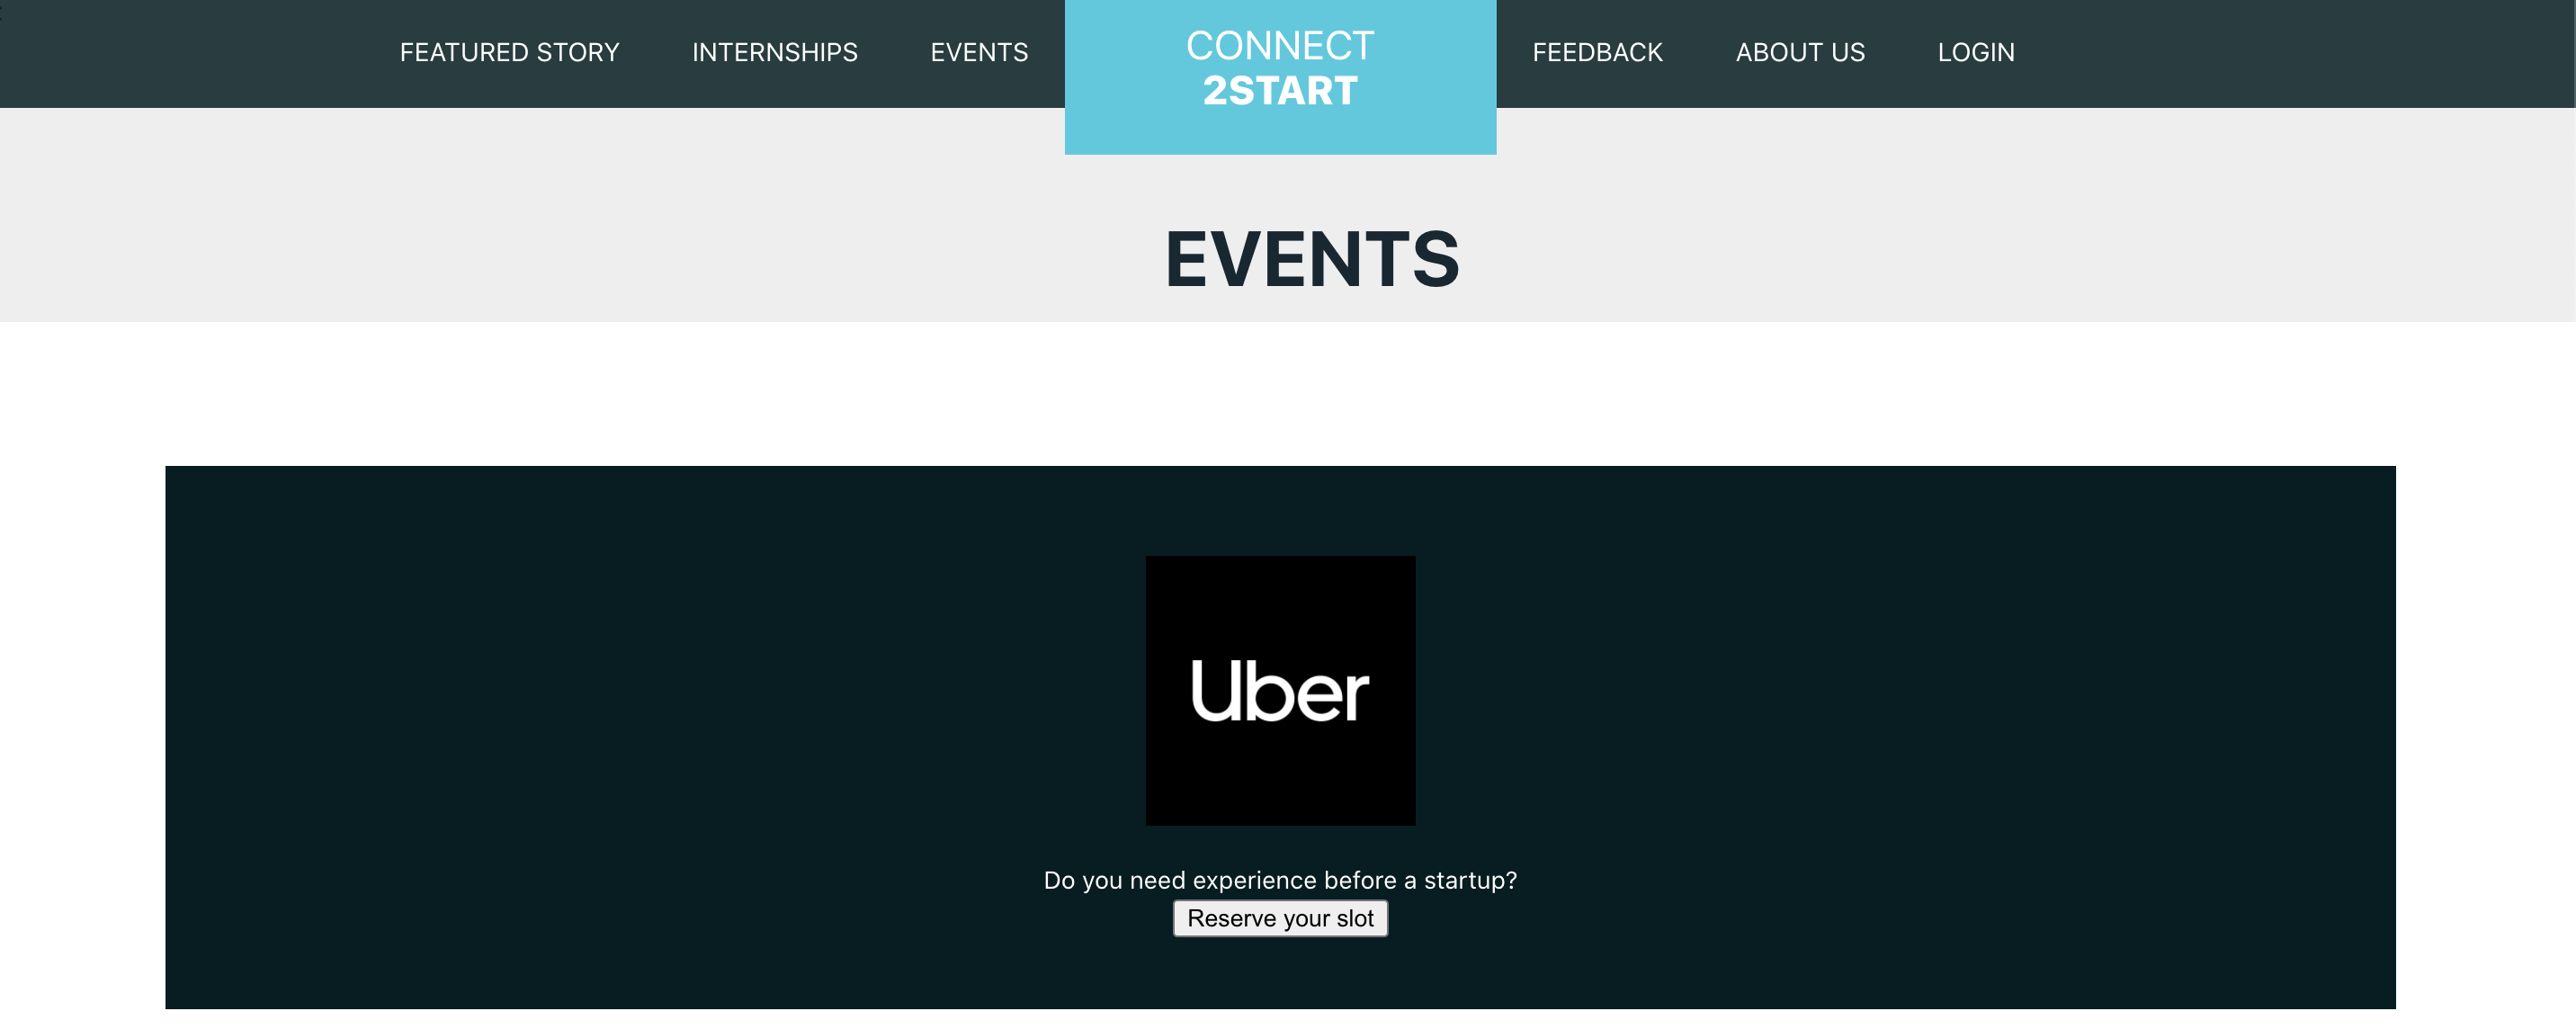 FEATURED STORY INTERNSHIPS EVENTS CONNECT FEEDBACK ABOUT US LOGIN
2START
EVENTS
Uber
Do you need experience before a startup?
Reserve your slot